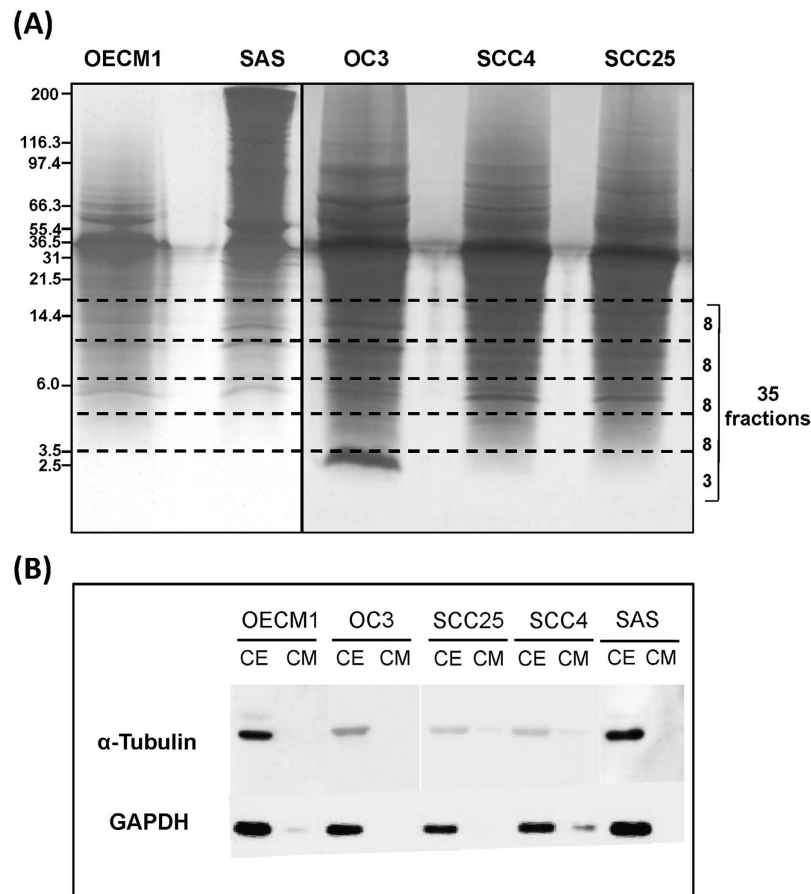 (A)
OECM1 SAS OC3 SCC4 SCC25
200
116.3
97.4
66.3
55.4
36.5
31
21.5
14.4
6.0
3.5
2.5
8
8
8
8
3
35
fractions
(B)
OECM1 OC3 SCC25 SCC4 SAS
CE CM CE CM CE CM CE CM CE CM
α-Tubulin
GAPDH